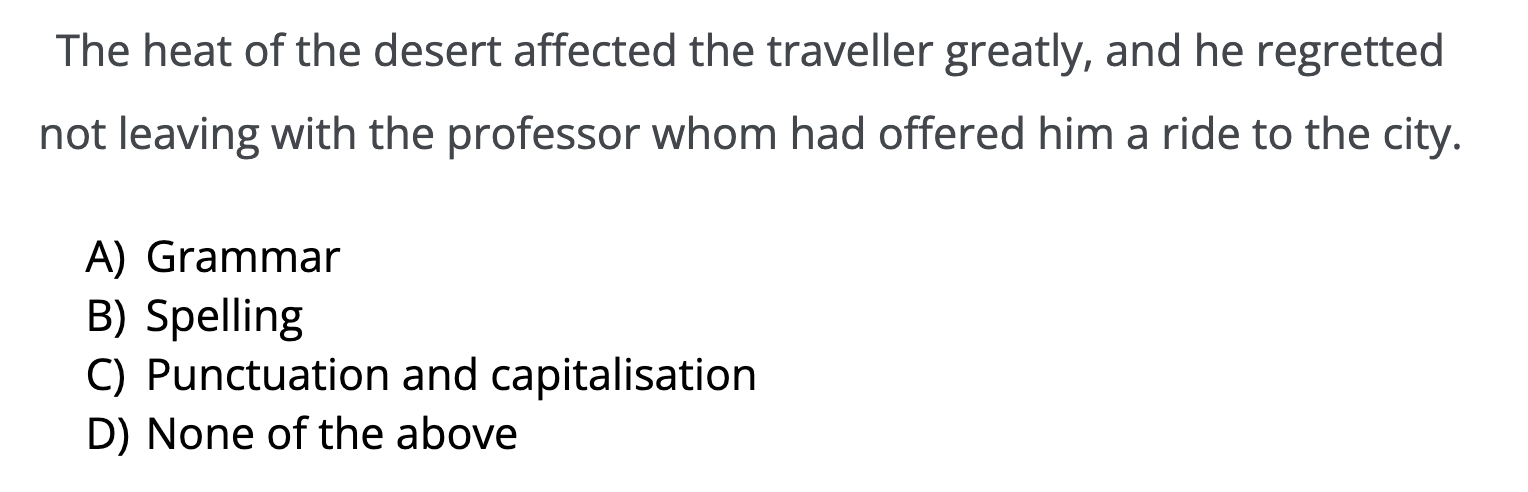 The heat of the desert affected the traveller greatly, and he regretted
not leaving with the professor whom had offered him a ride to the city.
A) Grammar
B) Spelling
C) Punctuation and capitalisation
D) None of the above